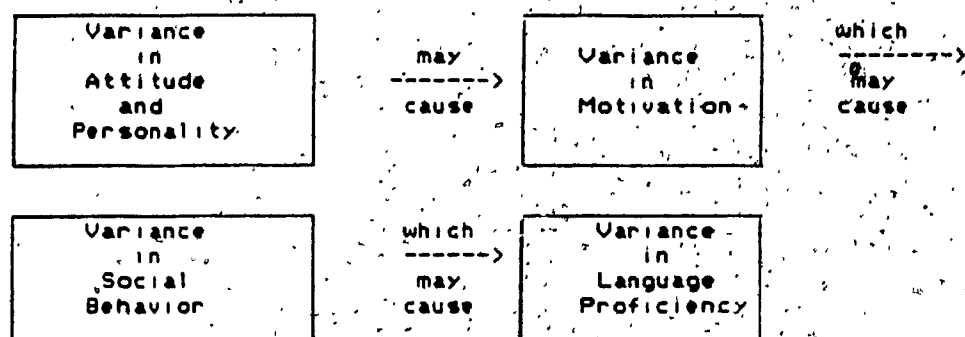 Variance
in
Attitude
and
Personality
may
------>
cause
Variance
in
Motivation
which
------>
may
cause
Variance
in
Social
Behavior
which
------>
may
cause
Variance
in
Language
Proficiency